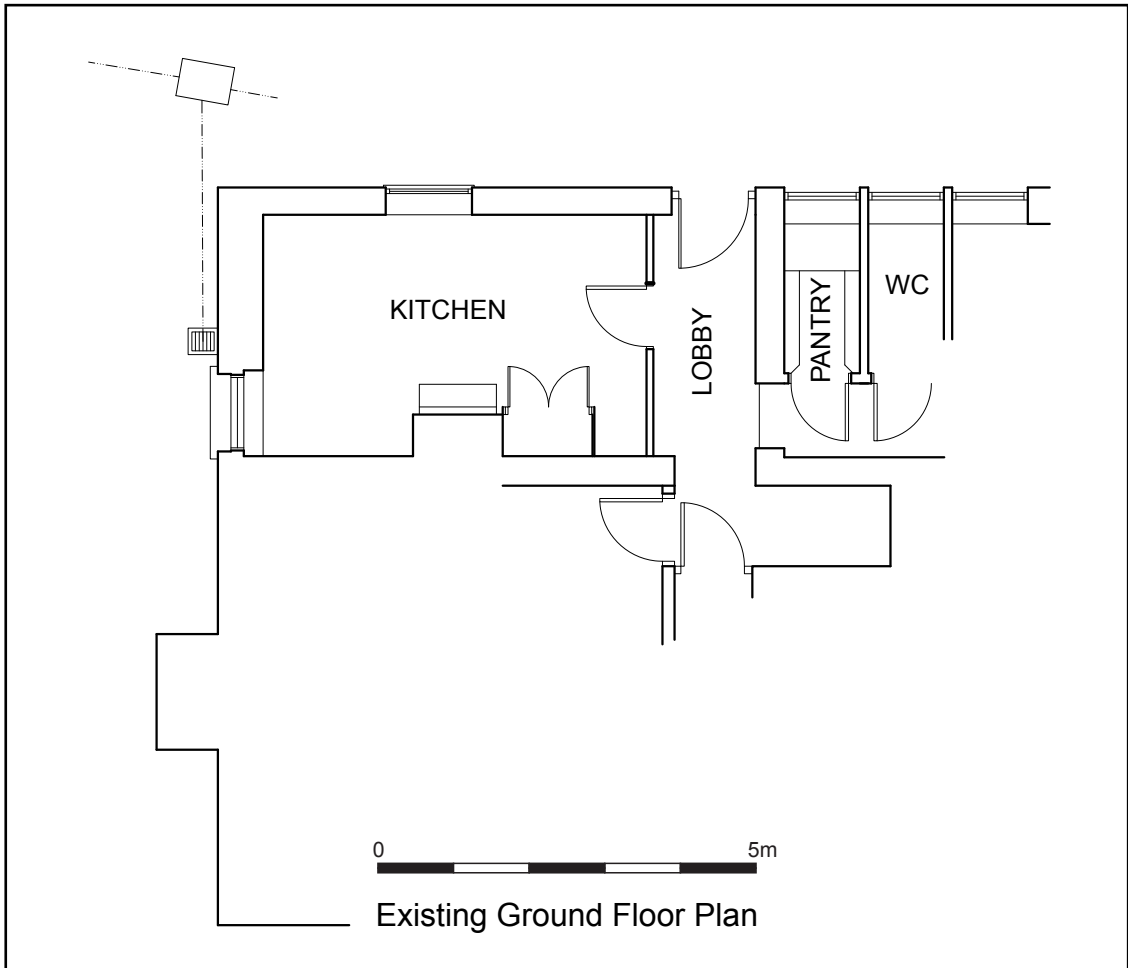 KITCHEN
LOBBY
PANTRY
WC
0 5m
Existing Ground Floor Plan